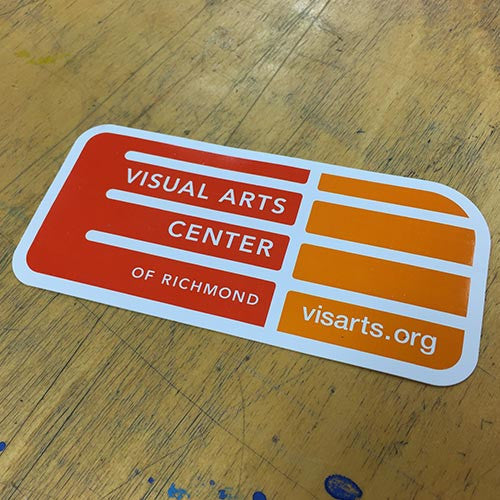 VISUAL ARTS
CENTER
OF RICHMOND
visarts.org